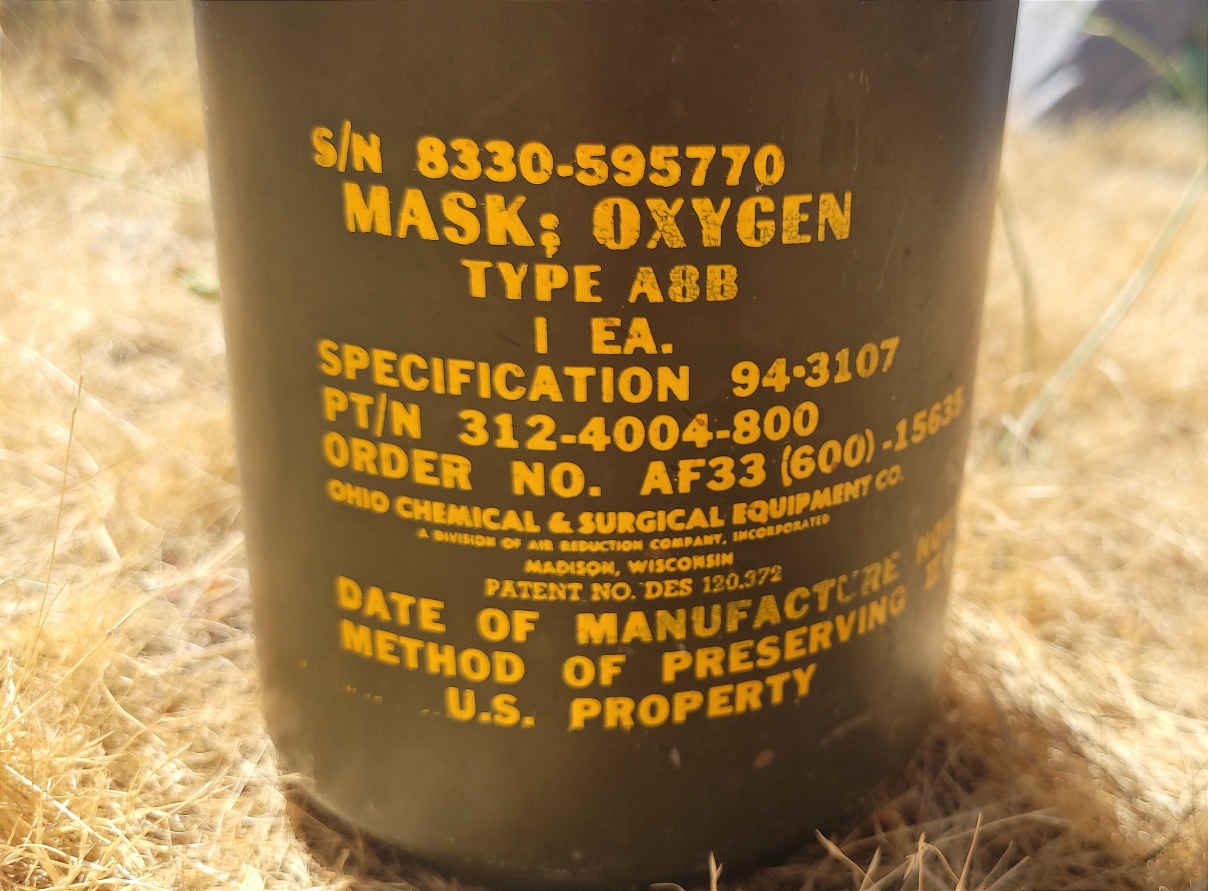 S/N 8330-595770
MASK; OXYGEN
TYPE A8B
1 EA.
SPECIFICATION 94-3107
PT/N 312-4004-800
ORDER NO. AF33 (600) -15635
OHIO CHEMICAL & SURGICAL EQUIPMENT CO.
A DIVISION OF AIR REDUCTION COMPANY, INCORPORATED
MADISON, WISCONSIN
PATENT NO. DES 120.372
DATE OF MANUFACTURE
METHOD OF PRESERVING
U.S. PROPERTY